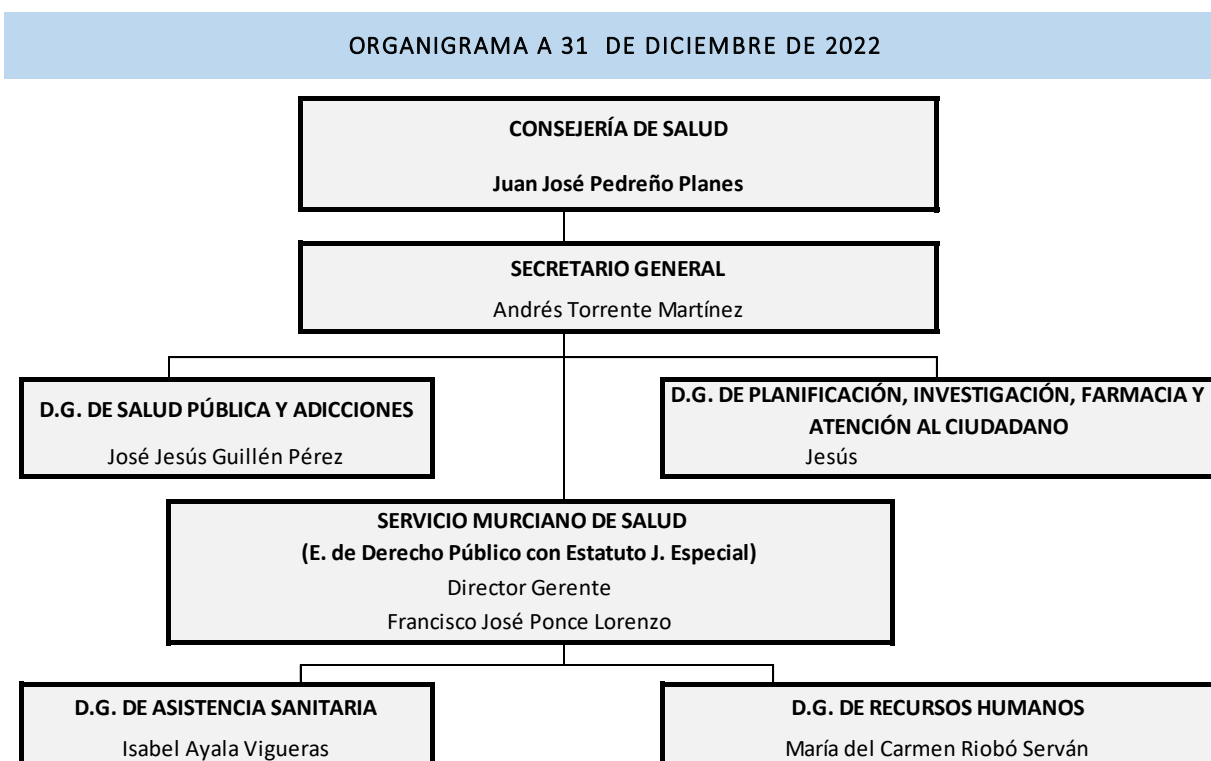 ORGANIGRAMA A 31 DE DICIEMBRE DE 2022
CONSEJERÍA DE SALUD
Juan José Pedreño Planes
SECRETARIO GENERAL
Andrés Torrente Martínez
D.G. DE SALUD PÚBLICA Y ADICCIONES
José Jesús Guillén Pérez
D.G. DE PLANIFICACIÓN, INVESTIGACIÓN, FARMACIA Y
ATENCIÓN AL CIUDADANO
Jesús
SERVICIO MURCIANO DE SALUD
(E. de Derecho Público con Estatuto J. Especial)
Director Gerente
Francisco José Ponce Lorenzo
D.G. DE ASISTENCIA SANITARIA
Isabel Ayala Vigueras
D.G. DE RECURSOS HUMANOS
María del Carmen Riobó Serván